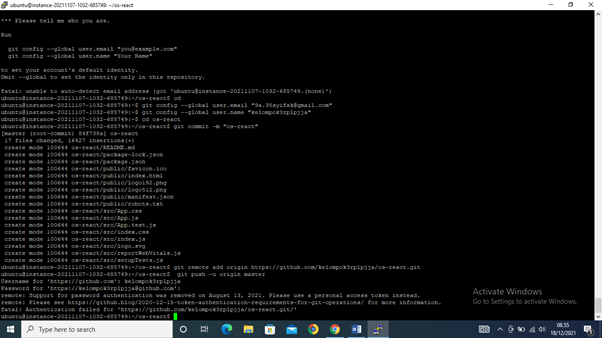 ubuntu@instance-20211107-1032-685749: ~/os-react
*** Please tell me who you are.
Run
git config --global user.email "you@example.com"
git config --global user.name "Your Name"
to set your account's default identity.
Omit --global to set the identity only in this repository.
fatal: unable to auto-detect email address (got 'ubuntu@instance-20211107-1032-685749.(none)')
ubuntu@instance-20211107-1032-685749:~/os-react$ cd
ubuntu@instance-20211107-1032-685749:~$ git config --global user.email "9a.35syifak@gmail.com"
ubuntu@instance-20211107-1032-685749:~$ git config --global user.name "kelompok3rplpjja"
ubuntu@instance-20211107-1032-685749:~$ cd os-react
ubuntu@instance-20211107-1032-685749:~/os-react$ git commit -m "os-react"
[master (root-commit) 84f738a] os-react
17 files changed, 16427 insertions(+)
create mode 100644 os-react/README.md
create mode 100644 os-react/package-lock.json
create mode 100644 os-react/package.json
create mode 100644 os-react/public/favicon.ico
create mode 100644 os-react/public/index.html
create mode 100644 os-react/public/logo192.png
create mode 100644 os-react/public/logo512.png
create mode 100644 os-react/public/manifest.json
create mode 100644 os-react/public/robots.txt
create mode 100644 os-react/src/App.css
create mode 100644 os-react/src/App.js
create mode 100644 os-react/src/App.test.js
create mode 100644 os-react/src/index.css
create mode 100644 os-react/src/index.js
create mode 100644 os-react/src/logo.svg
create mode 100644 os-react/src/reportWebVitals.js
create mode 100644 os-react/src/setupTests.js
ubuntu@instance-20211107-1032-685749:~/os-react$ git remote add origin https://github.com/kelompok3rplpjja/os-react.git
ubuntu@instance-20211107-1032-685749:~/os-react$ git push -u origin master
Username for 'https://github.com': kelompok3rplpjja
Password for 'https://kelompok3rplpjja@github.com':
remote: Support for password authentication was removed on August 13, 2021. Please use a personal access token instead.
remote: Please see https://github.blog/2020-12-15-token-authentication-requirements-for-git-operations/ for more information.
fatal: Authentication failed for 'https://github.com/kelompok3rplpjja/os-react.git/'
ubuntu@instance-20211107-1032-685749:~/os-react$
Activate Windows
Go to Settings to activate Windows.
Type here to search
08.55
18/12/2021